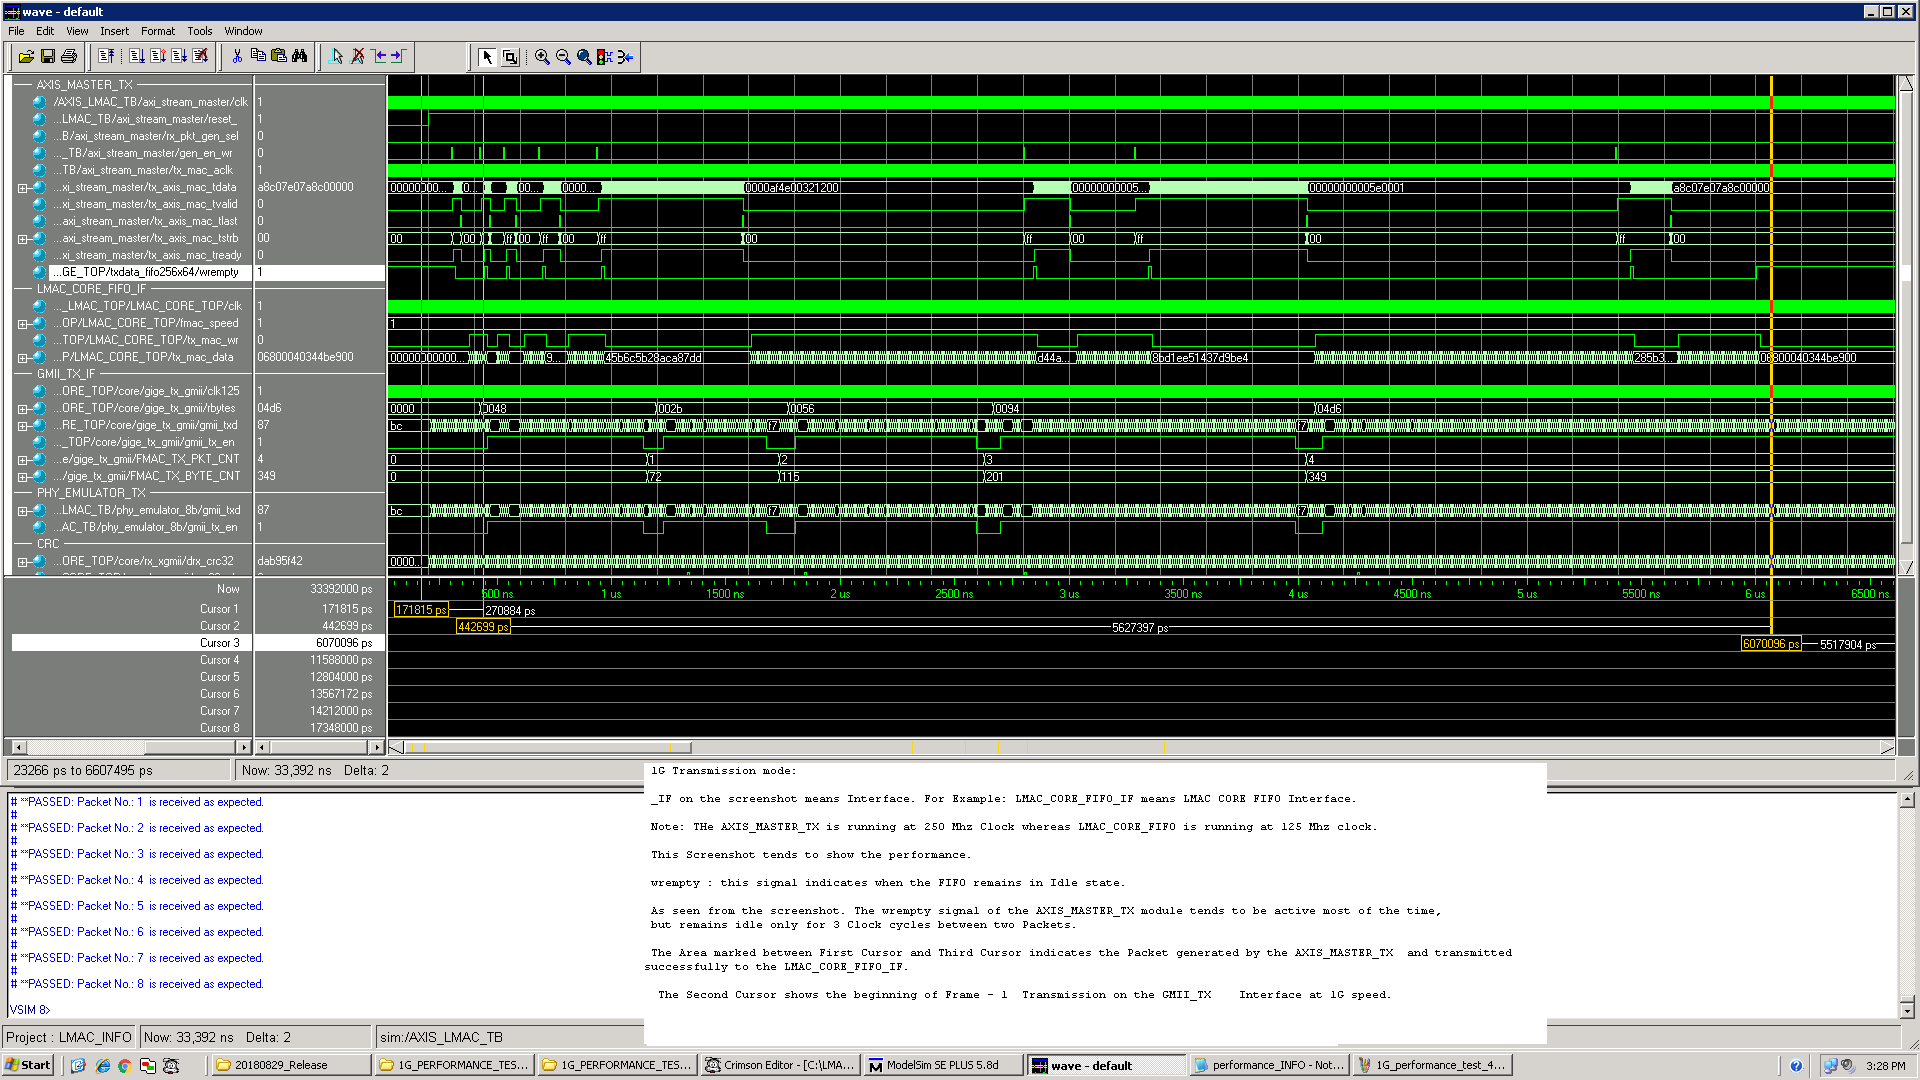 wave - default
File Edit View Insert Format Tools Window
AXIS_MASTER_TX
/AXIS_LMAC_TB/axi_stream_master/clk 1
...LMAC_TB/axi_stream_master/reset_ 1
...B/axi_stream_master/rx_pkt_gen_sel 0
..._TB/axi_stream_master/gen_en_wr 0
...TB/axi_stream_master/tx_mac_aclk 1
...xi_stream_master/tx_axis_mac_tdata a8c07e07a8c00000 00000000... 0... 00... 0000... 0000af4e00321200 00000000005... 00000000005e0001 a8c07e07a8c00000
...xi_stream_master/tx_axis_mac_tvalid 0
...axi_stream_master/tx_axis_mac_tlast 0
...axi_stream_master/tx_axis_mac_tstrb 00 00 00 ff 00 ff 00 ff 00 ff 00 ff 00 ff 00
...xi_stream_master/tx_axis_mac_tready 0
...GE_TOP/txdata_fifo256x64/wrempty 1
LMAC_CORE_FIFO_IF
..._LMAC_TOP/LMAC_CORE_TOP/clk 1
...OP/LMAC_CORE_TOP/fmac_speed 1 1
...TOP/LMAC_CORE_TOP/tx_mac_wr 0
...P/LMAC_CORE_TOP/tx_mac_data 06800040344be900 00000000000... 9... 45b6c5b28aca87dd d44a... 8bd1ee51437d9be4 285b3... 06800040344be900
GMII_TX_IF
...ORE_TOP/core/gige_tx_gmii/clk125 1
...ORE_TOP/core/gige_tx_gmii/rbytes 04d6 0000 0048 002b 0056 0094 04d6
...RE_TOP/core/gige_tx_gmii/gmii_txd 87 bc f7 f7
..._TOP/core/gige_tx_gmii/gmii_tx_en 1
...e/gige_tx_gmii/FMAC_TX_PKT_CNT 4 0 1 2 3 4
.../gige_tx_gmii/FMAC_TX_BYTE_CNT 349 0 72 115 201 349
PHY_EMULATOR_TX
...LMAC_TB/phy_emulator_8b/gmii_txd 87 bc f7 f7
...AC_TB/phy_emulator_8b/gmii_tx_en 1
CRC
...ORE_TOP/core/rx_xgmii/drx_crc32 dab95f42 0000...
Now 33392000 ps 500 ns 1 us 1500 ns 2 us 2500 ns 3 us 3500 ns 4 us 4500 ns 5 us 5500 ns 6 us 6500 ns
Cursor 1 171815 ps 171815 ps 270884 ps
Cursor 2 442699 ps 442699 ps 5627397 ps
Cursor 3 6070096 ps 6070096 ps 5517904 ps
Cursor 4 11588000 ps
Cursor 5 12804000 ps
Cursor 6 13567172 ps
Cursor 7 14212000 ps
Cursor 8 17348000 ps
23266 ps to 6607495 ps Now: 33,392 ns Delta: 2
# **PASSED: Packet No.: 1 is received as expected.
#
# **PASSED: Packet No.: 2 is received as expected.
#
# **PASSED: Packet No.: 3 is received as expected.
#
# **PASSED: Packet No.: 4 is received as expected.
#
# **PASSED: Packet No.: 5 is received as expected.
#
# **PASSED: Packet No.: 6 is received as expected.
#
# **PASSED: Packet No.: 7 is received as expected.
#
# **PASSED: Packet No.: 8 is received as expected.
VSIM 8>
1G Transmission mode:
_IF on the screenshot means Interface. For Example: LMAC_CORE_FIFO_IF means LMAC CORE FIFO Interface.
Note: THe AXIS_MASTER_TX is running at 250 Mhz Clock whereas LMAC_CORE_FIFO is running at 125 Mhz clock.
This Screenshot tends to show the performance.
wrempty : this signal indicates when the FIFO remains in Idle state.
As seen from the screenshot. The wrempty signal of the AXIS_MASTER_TX module tends to be active most of the time,
but remains idle only for 3 Clock cycles between two Packets.
The Area marked between First Cursor and Third Cursor indicates the Packet generated by the AXIS_MASTER_TX and transmitted
successfully to the LMAC_CORE_FIFO_IF.
The Second Cursor shows the beginning of Frame - 1 Transmission on the GMII_TX Interface at 1G speed.
Project : LMAC_INFO Now: 33,392 ns Delta: 2 sim:/AXIS_LMAC_TB
Start 20180829_Release 1G_PERFORMANCE_TES... 1G_PERFORMANCE_TES... Crimson Editor - [C:\LMA... ModelSim SE PLUS 5.8d wave - default performance_INFO - Not... 1G_performance_test_4... 3:28 PM